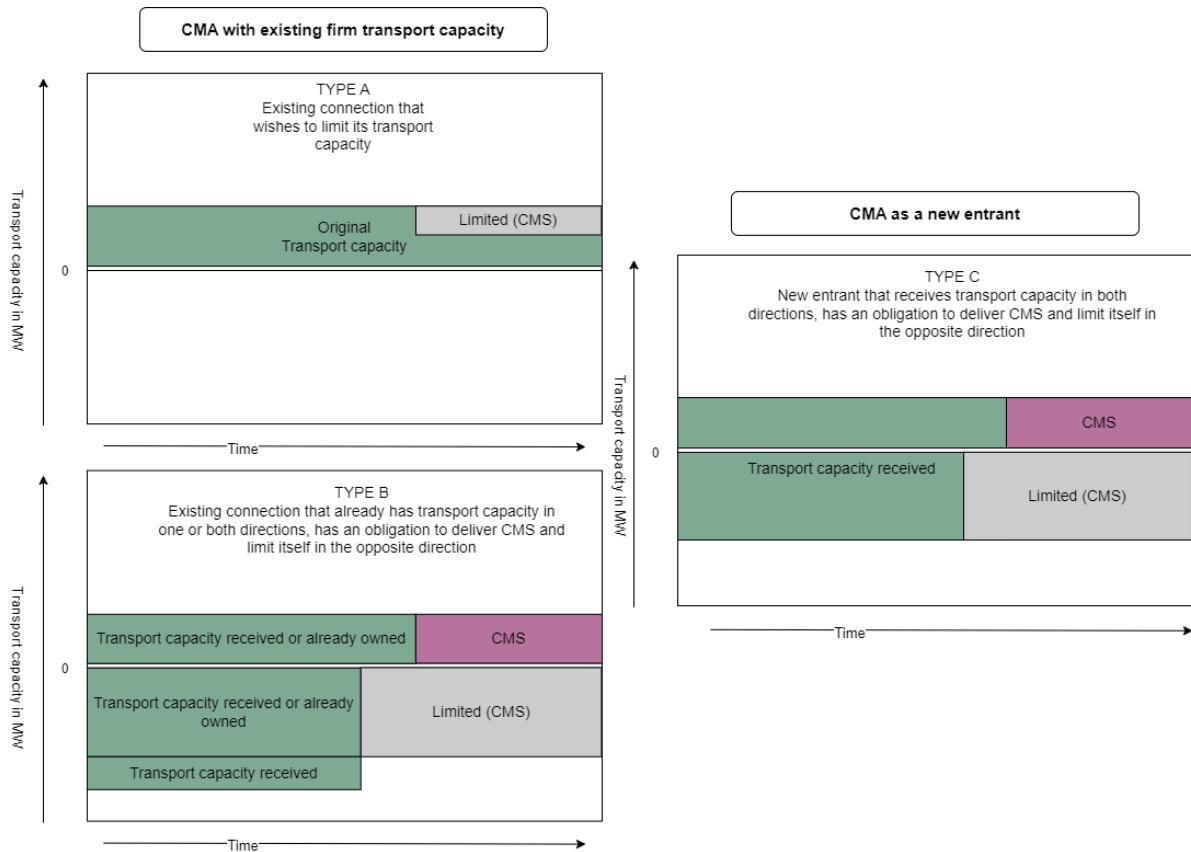 CMA with existing firm transport capacity
TYPE A
Existing connection that
wishes to limit its transport
capacity
Limited (CMS)
Original
Transport capacity
0
Transport capacity in MW
Time
TYPE B
Existing connection that already has transport capacity in
one or both directions, has an obligation to deliver CMS and
limit itself in the opposite direction
Transport capacity received or already owned
CMS
0
Transport capacity received or already
owned
Limited (CMS)
Transport capacity received
Transport capacity in MW
Time
CMA as a new entrant
TYPE C
New entrant that receives transport capacity in both
directions, has an obligation to deliver CMS and limit itself in
the opposite direction
CMS
0
Transport capacity received
Limited (CMS)
Transport capacity in MW
Time